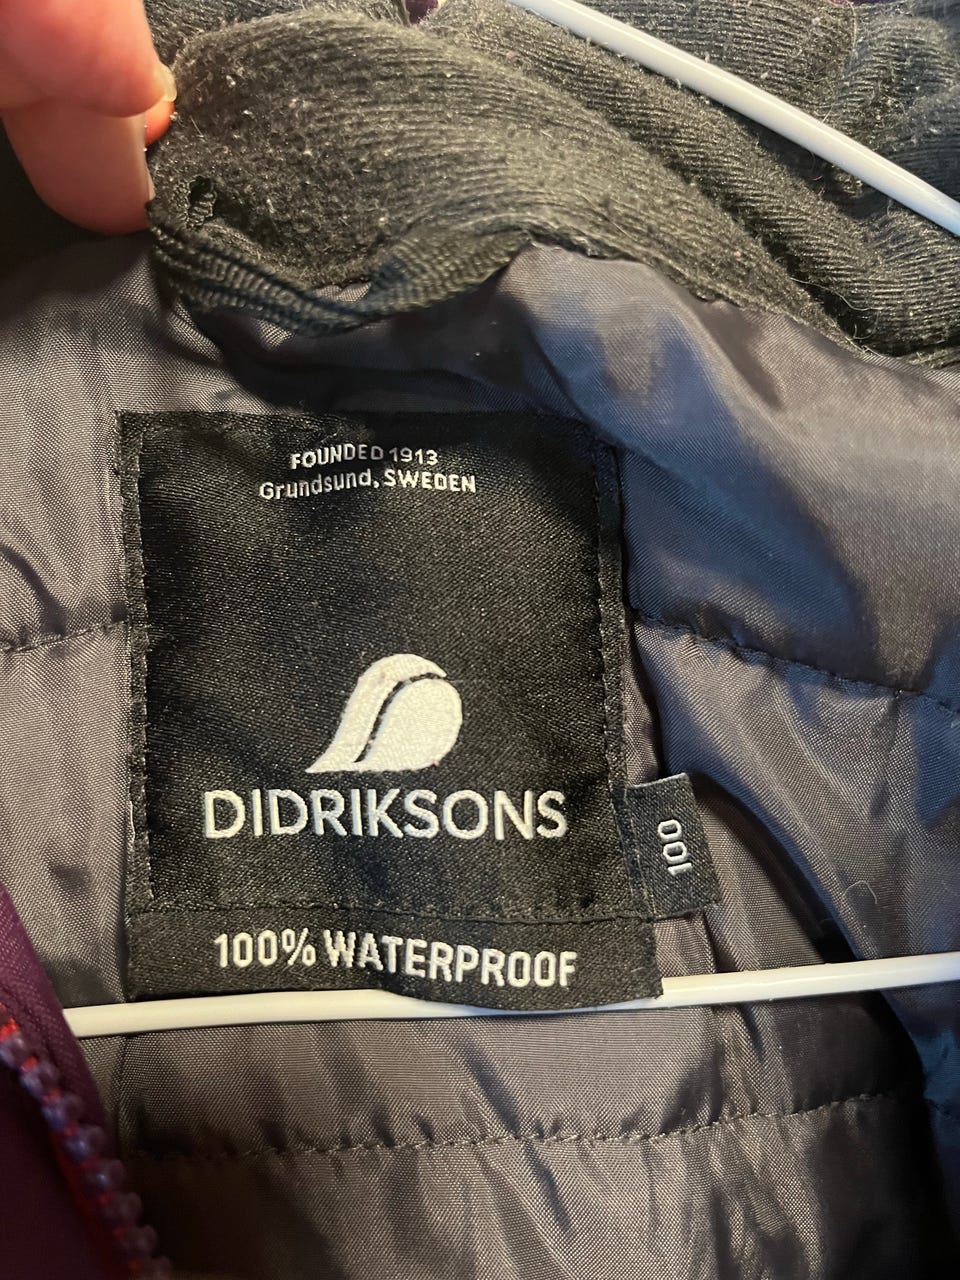 FOUNDED 1913
Grundsund, SWEDEN
DIDRIKSONS
100
100% WATERPROOF